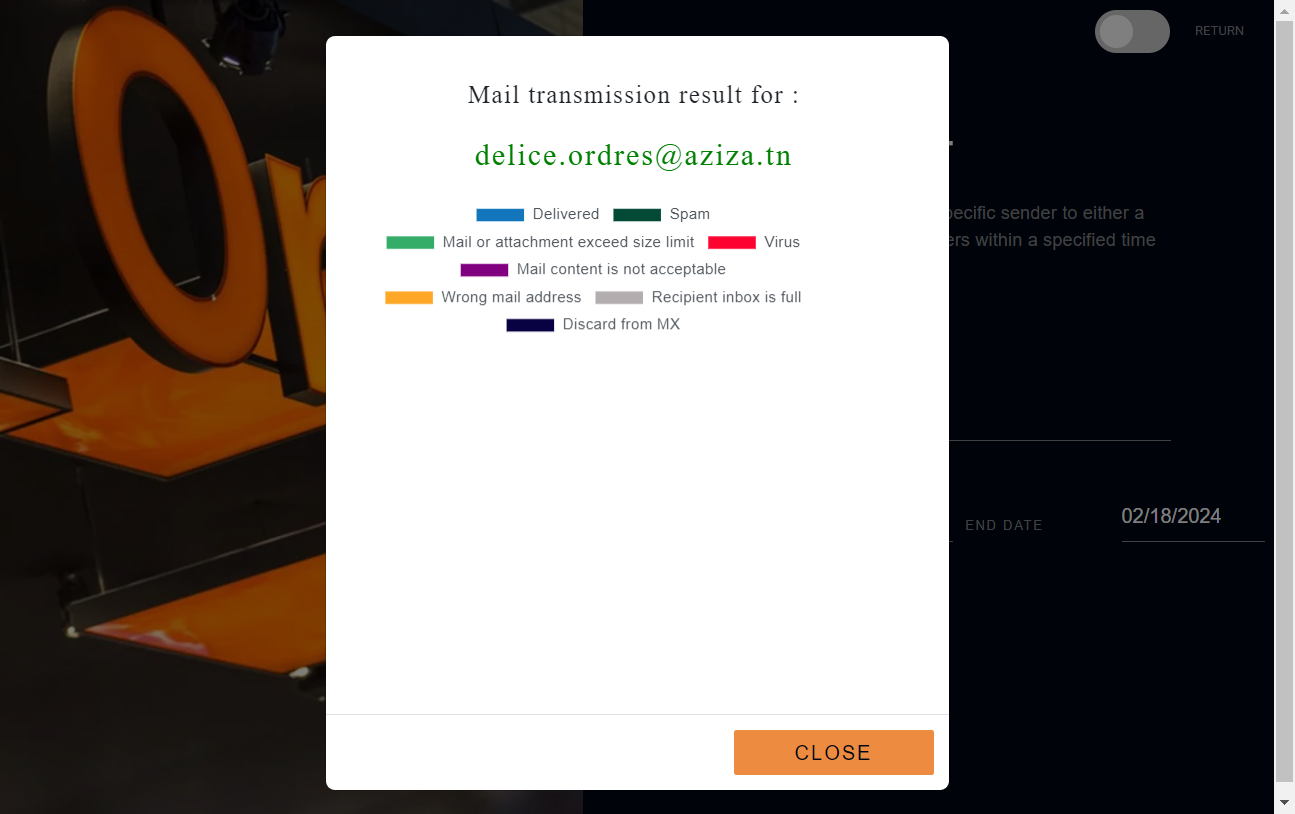 Or
RETURN
Mail transmission result for :
delice.ordres@aziza.tn
Delivered Spam
Mail or attachment exceed size limit Virus
Mail content is not acceptable
Wrong mail address Recipient inbox is full
Discard from MX
sender to either a
within a specified time
END DATE 02/18/2024
CLOSE